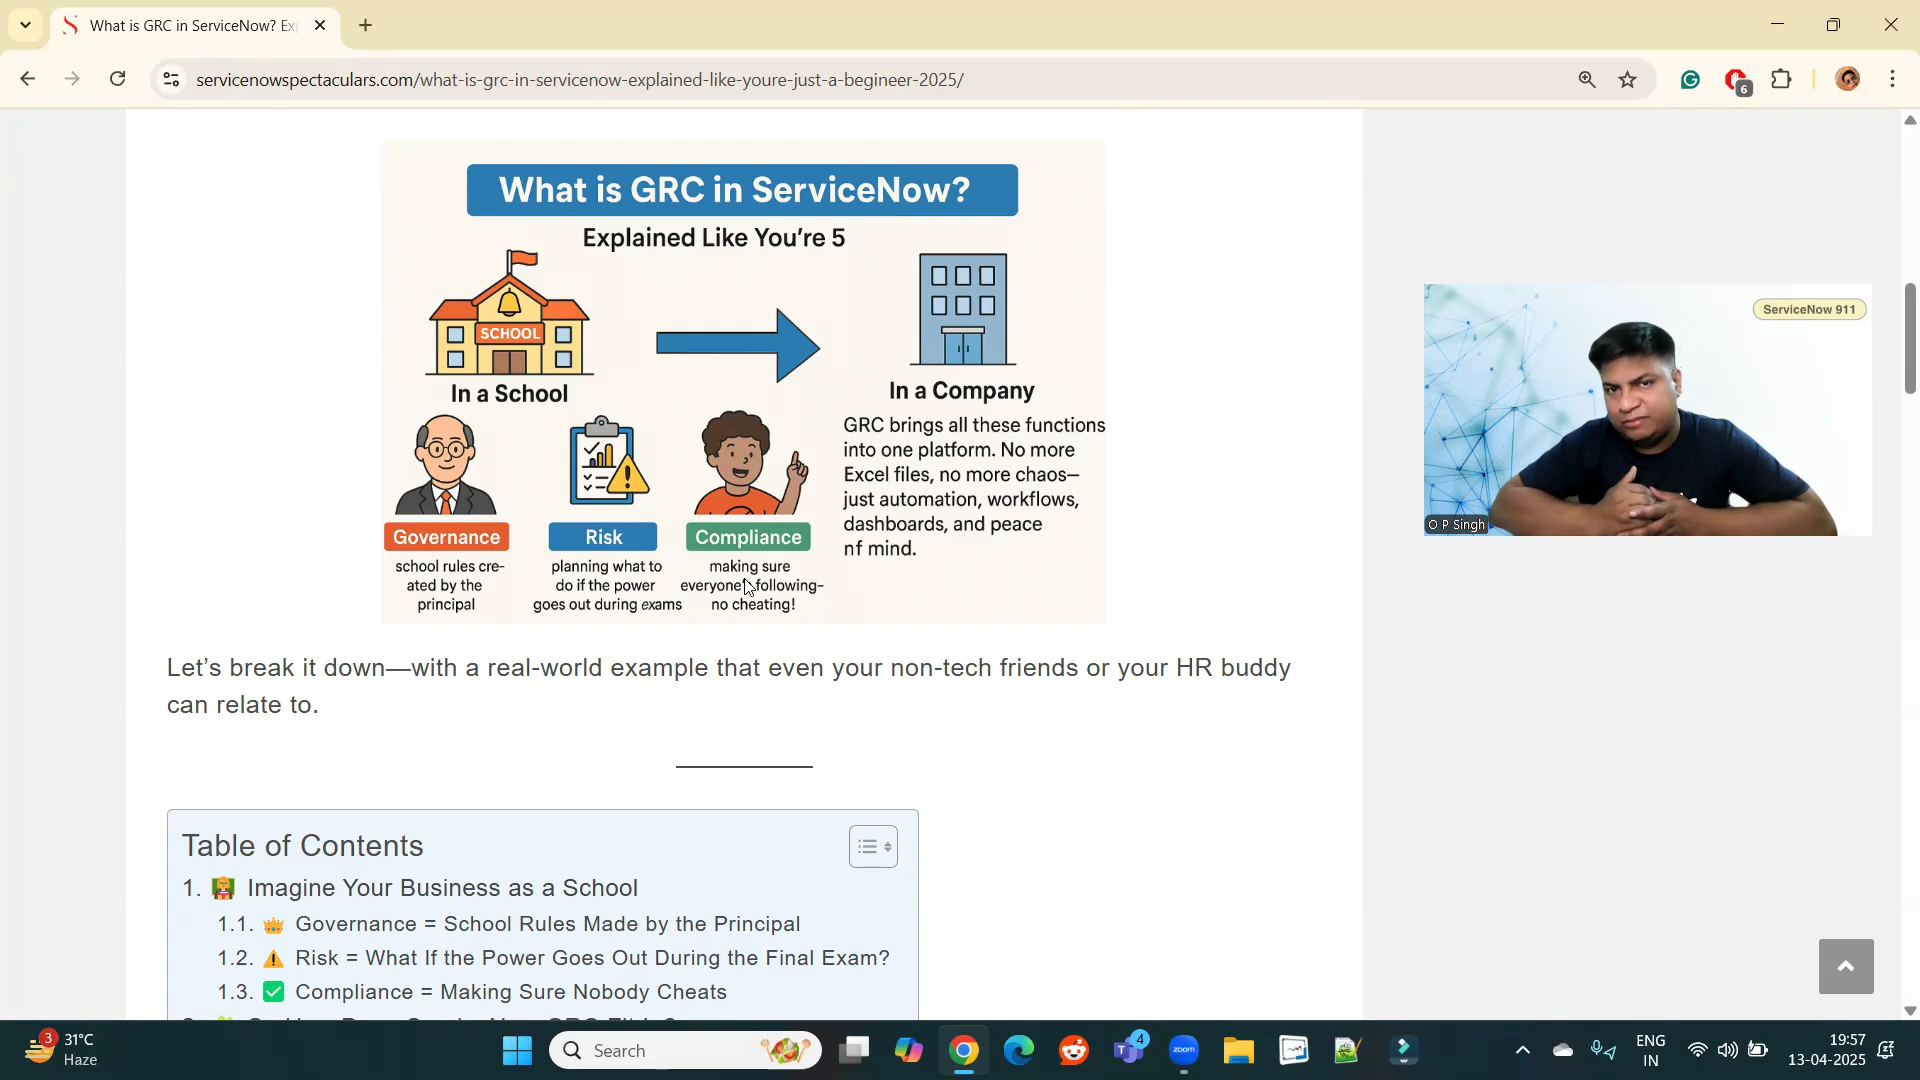 What is GRC in ServiceNow? Ex
servicenowspectaculars.com/what-is-grc-in-servicenow-explained-like-youre-just-a-begineer-2025/
6
What is GRC in ServiceNow?
Explained Like You're 5
SCHOOL
In a School
In a Company
GRC brings all these functions
into one platform. No more
Excel files, no more chaos—
just automation, workflows,
dashboards, and peace
nf mind.
Governance
school rules cre-
ated by the
principal
Risk
planning what to
do if the power
goes out during exams
Compliance
making sure
following-
no cheating!
ServiceNow 911
O P Singh
Let's break it down—with a real-world example that even your non-tech friends or your HR buddy
can relate to.
Table of Contents
1. Imagine Your Business as a School
1.1. Governance = School Rules Made by the Principal
1.2. Risk = What If the Power Goes Out During the Final Exam?
1.3. Compliance = Making Sure Nobody Cheats
3
31°C
Haze
Search
4
zoom
ENG
IN
19:57
13-04-2025